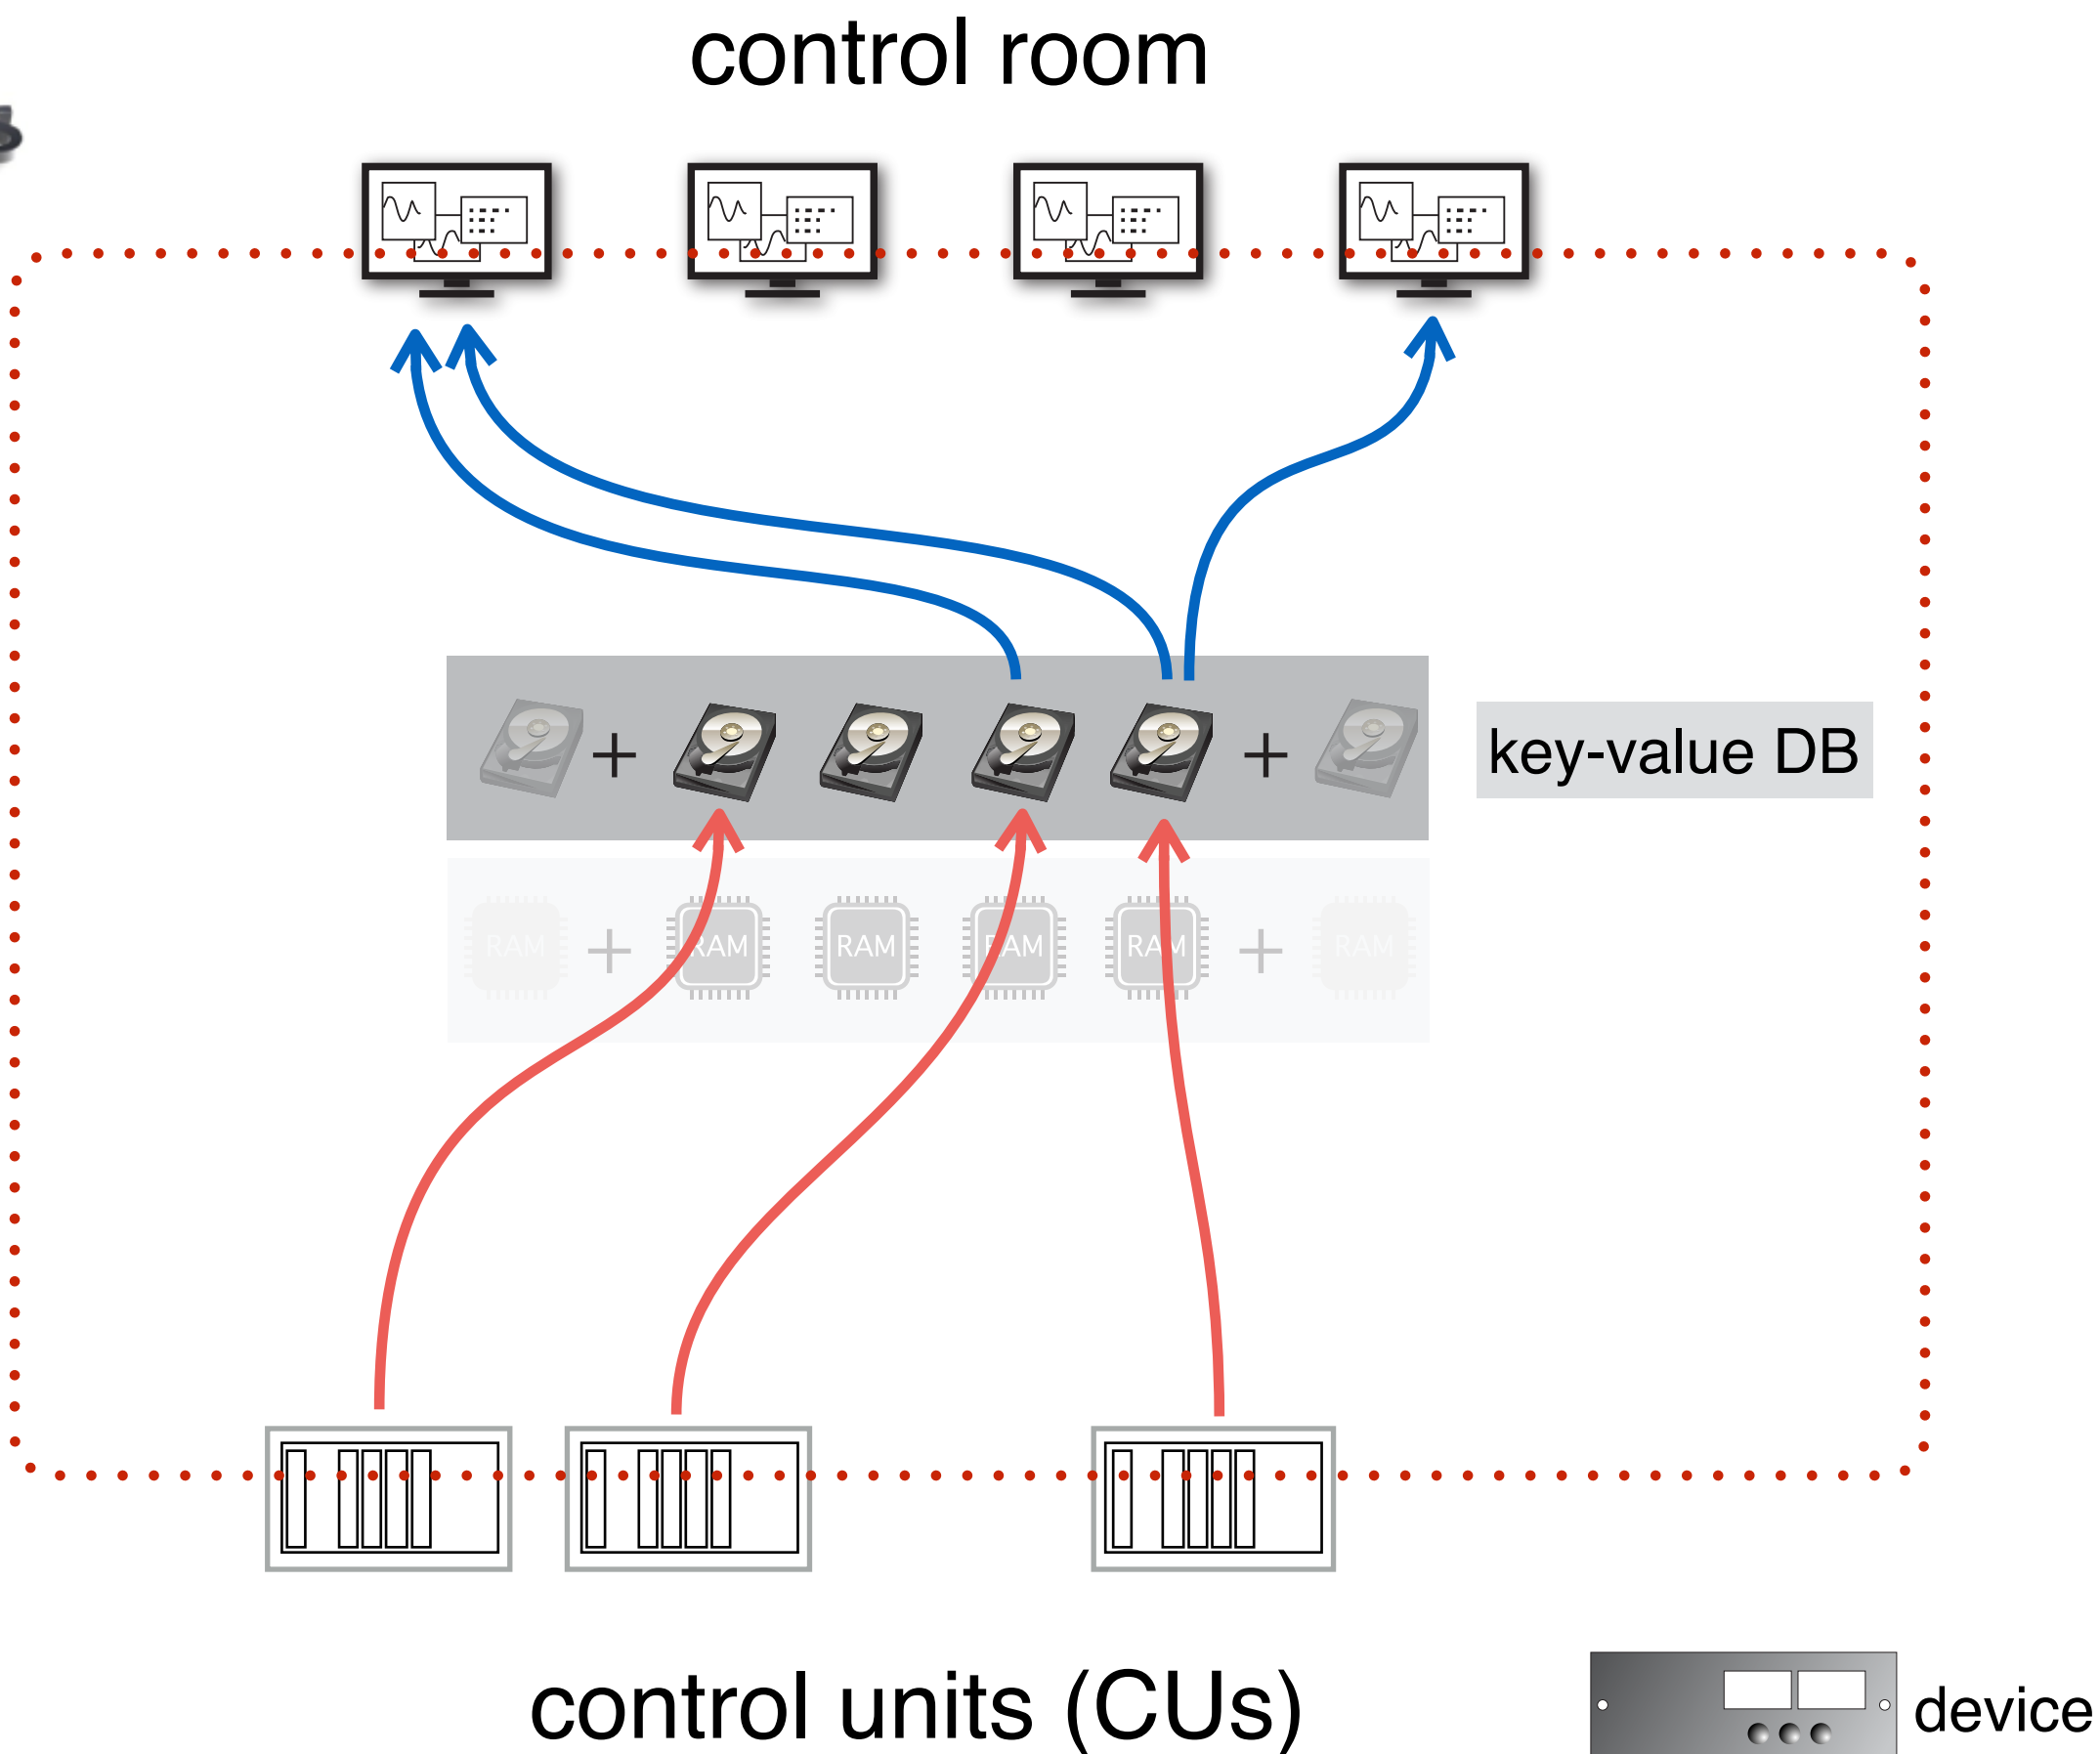 control room
key-value DB
RAM RAM RAM RAM RAM RAM
control units (CUs)
device